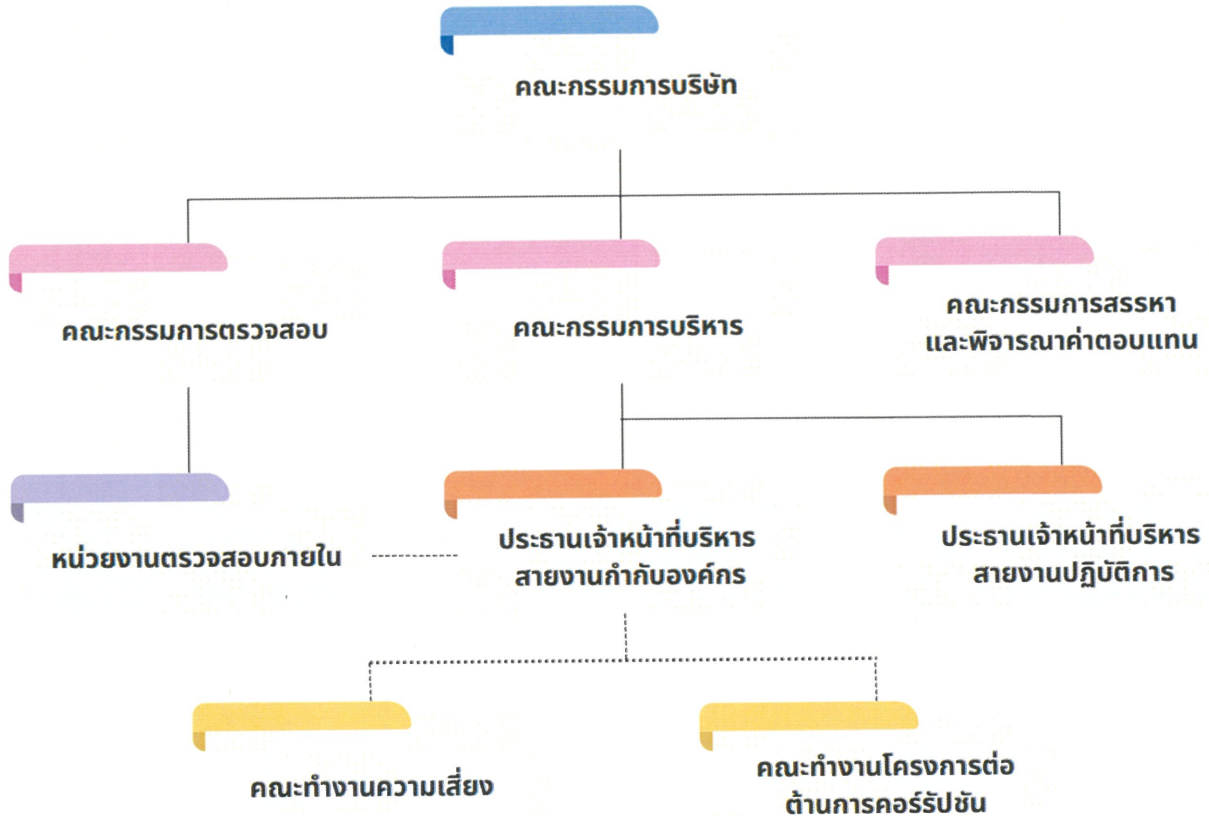 คณะกรรมการบริษัท
คณะกรรมการตรวจสอบ
คณะกรรมการบริหาร
คณะกรรมการสรรหา
และพิจารณาค่าตอบแทน
หน่วยงานตรวจสอบภายใน
ประธานเจ้าหน้าที่บริหาร
สายงานกำกับองค์กร
ประธานเจ้าหน้าที่บริหาร
สายงานปฏิบัติการ
คณะทำงานความเสี่ยง
คณะทำงานโครงการต่อ
ต้านการคอร์รัปชัน